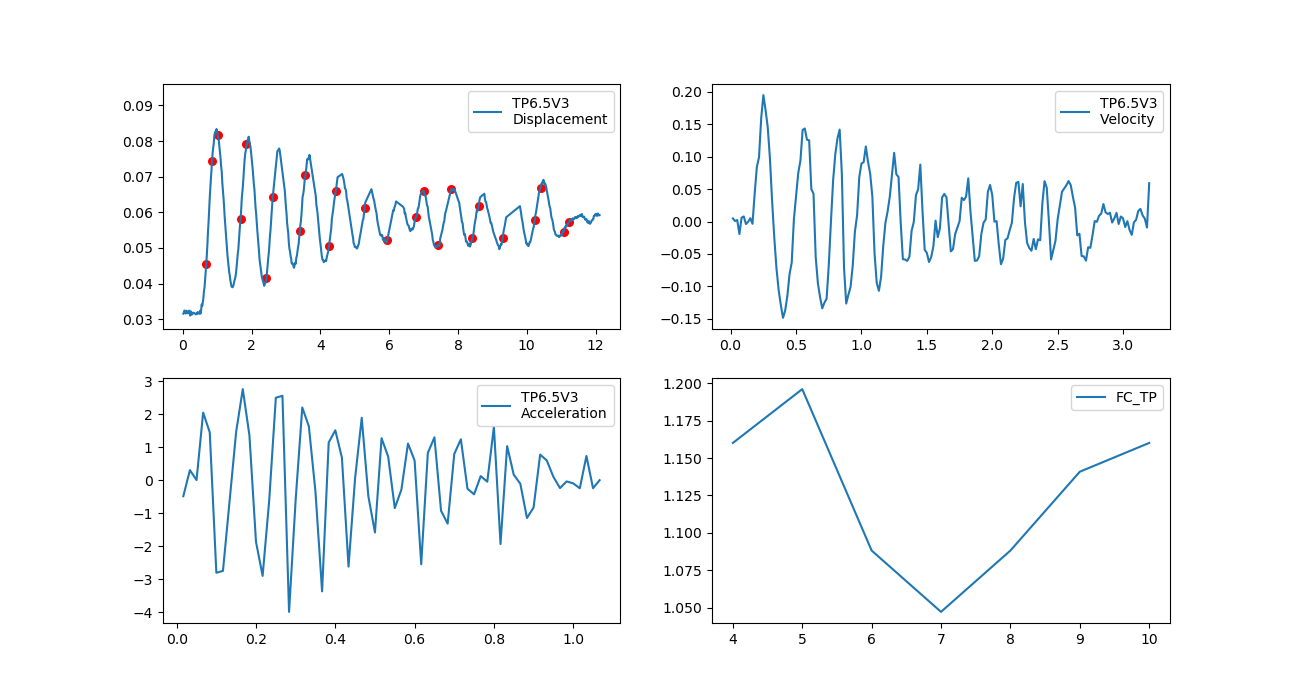 0.09
0.08
0.07
0.06
0.05
0.04
0.03
0 2 4 6 8 10 12
TP6.5V3
Displacement
0.20
0.15
0.10
0.05
0.00
−0.05
−0.10
−0.15
0.0 0.5 1.0 1.5 2.0 2.5 3.0
TP6.5V3
Velocity
3
2
1
0
−1
−2
−3
−4
0.0 0.2 0.4 0.6 0.8 1.0
TP6.5V3
Acceleration
1.200
1.175
1.150
1.125
1.100
1.075
1.050
4 5 6 7 8 9 10
FC_TP